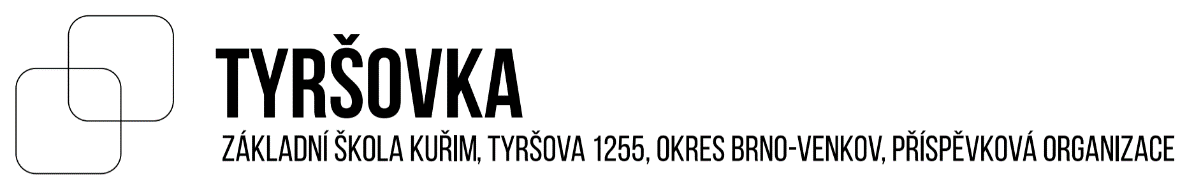 TYRŠOVKA
ZÁKLADNÍ ŠKOLA KUŘIM, TYRŠOVA 1255, OKRES BRNO-VENKOV, PŘÍSPĚVKOVÁ ORGANIZACE